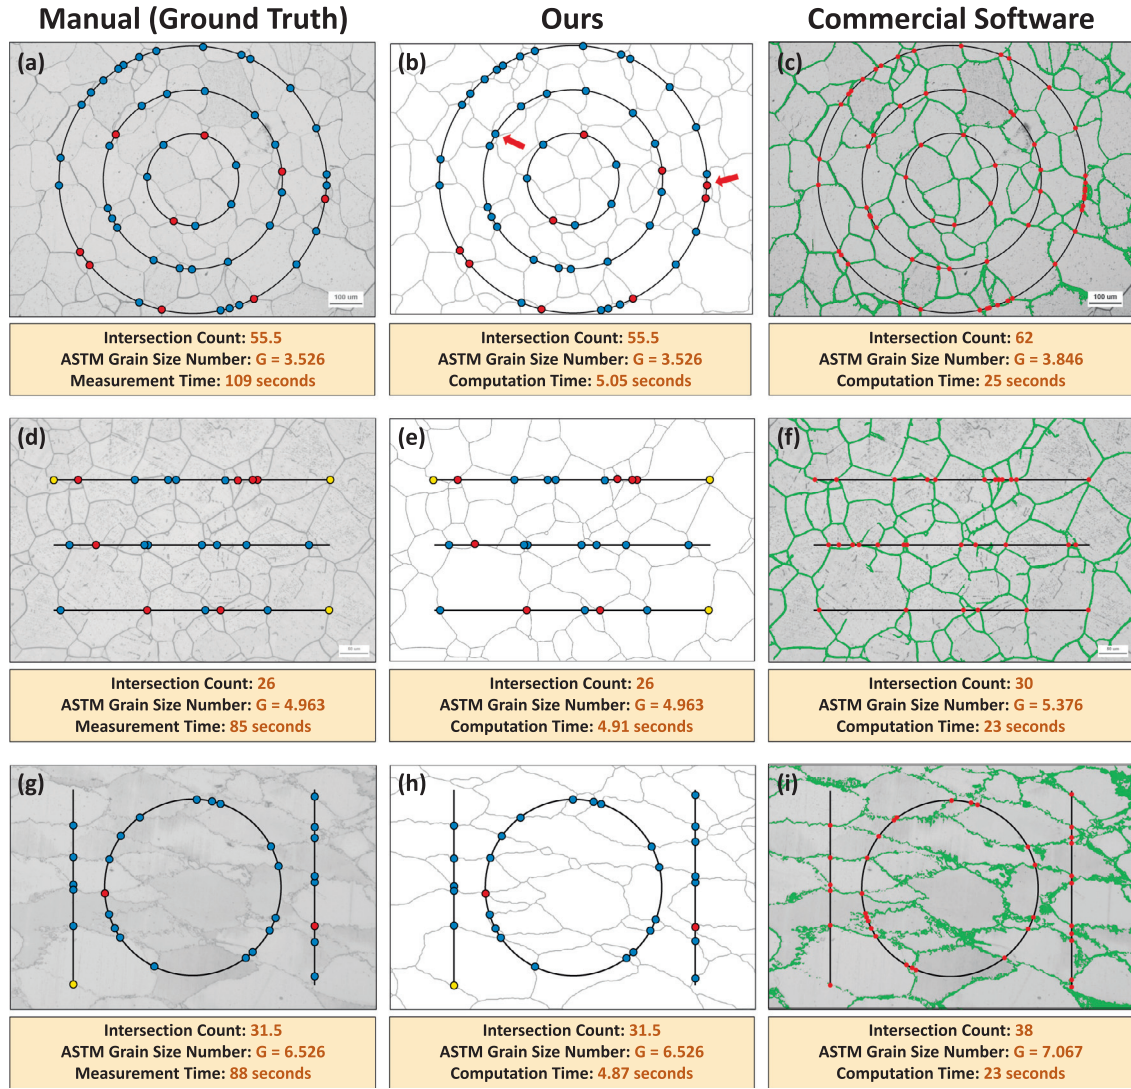 Manual (Ground Truth)
Ours
Commercial Software
(a)
(b)
(c)
100 um
100 um
Intersection Count: 55.5
ASTM Grain Size Number: G = 3.526
Measurement Time: 109 seconds
Intersection Count: 55.5
ASTM Grain Size Number: G = 3.526
Computation Time: 5.05 seconds
Intersection Count: 62
ASTM Grain Size Number: G = 3.846
Computation Time: 25 seconds
(d)
(e)
(f)
Intersection Count: 26
ASTM Grain Size Number: G = 4.963
Measurement Time: 85 seconds
Intersection Count: 26
ASTM Grain Size Number: G = 4.963
Computation Time: 4.91 seconds
Intersection Count: 30
ASTM Grain Size Number: G = 5.376
Computation Time: 23 seconds
(g)
(h)
(i)
Intersection Count: 31.5
ASTM Grain Size Number: G = 6.526
Measurement Time: 88 seconds
Intersection Count: 31.5
ASTM Grain Size Number: G = 6.526
Computation Time: 4.87 seconds
Intersection Count: 38
ASTM Grain Size Number: G = 7.067
Computation Time: 23 seconds